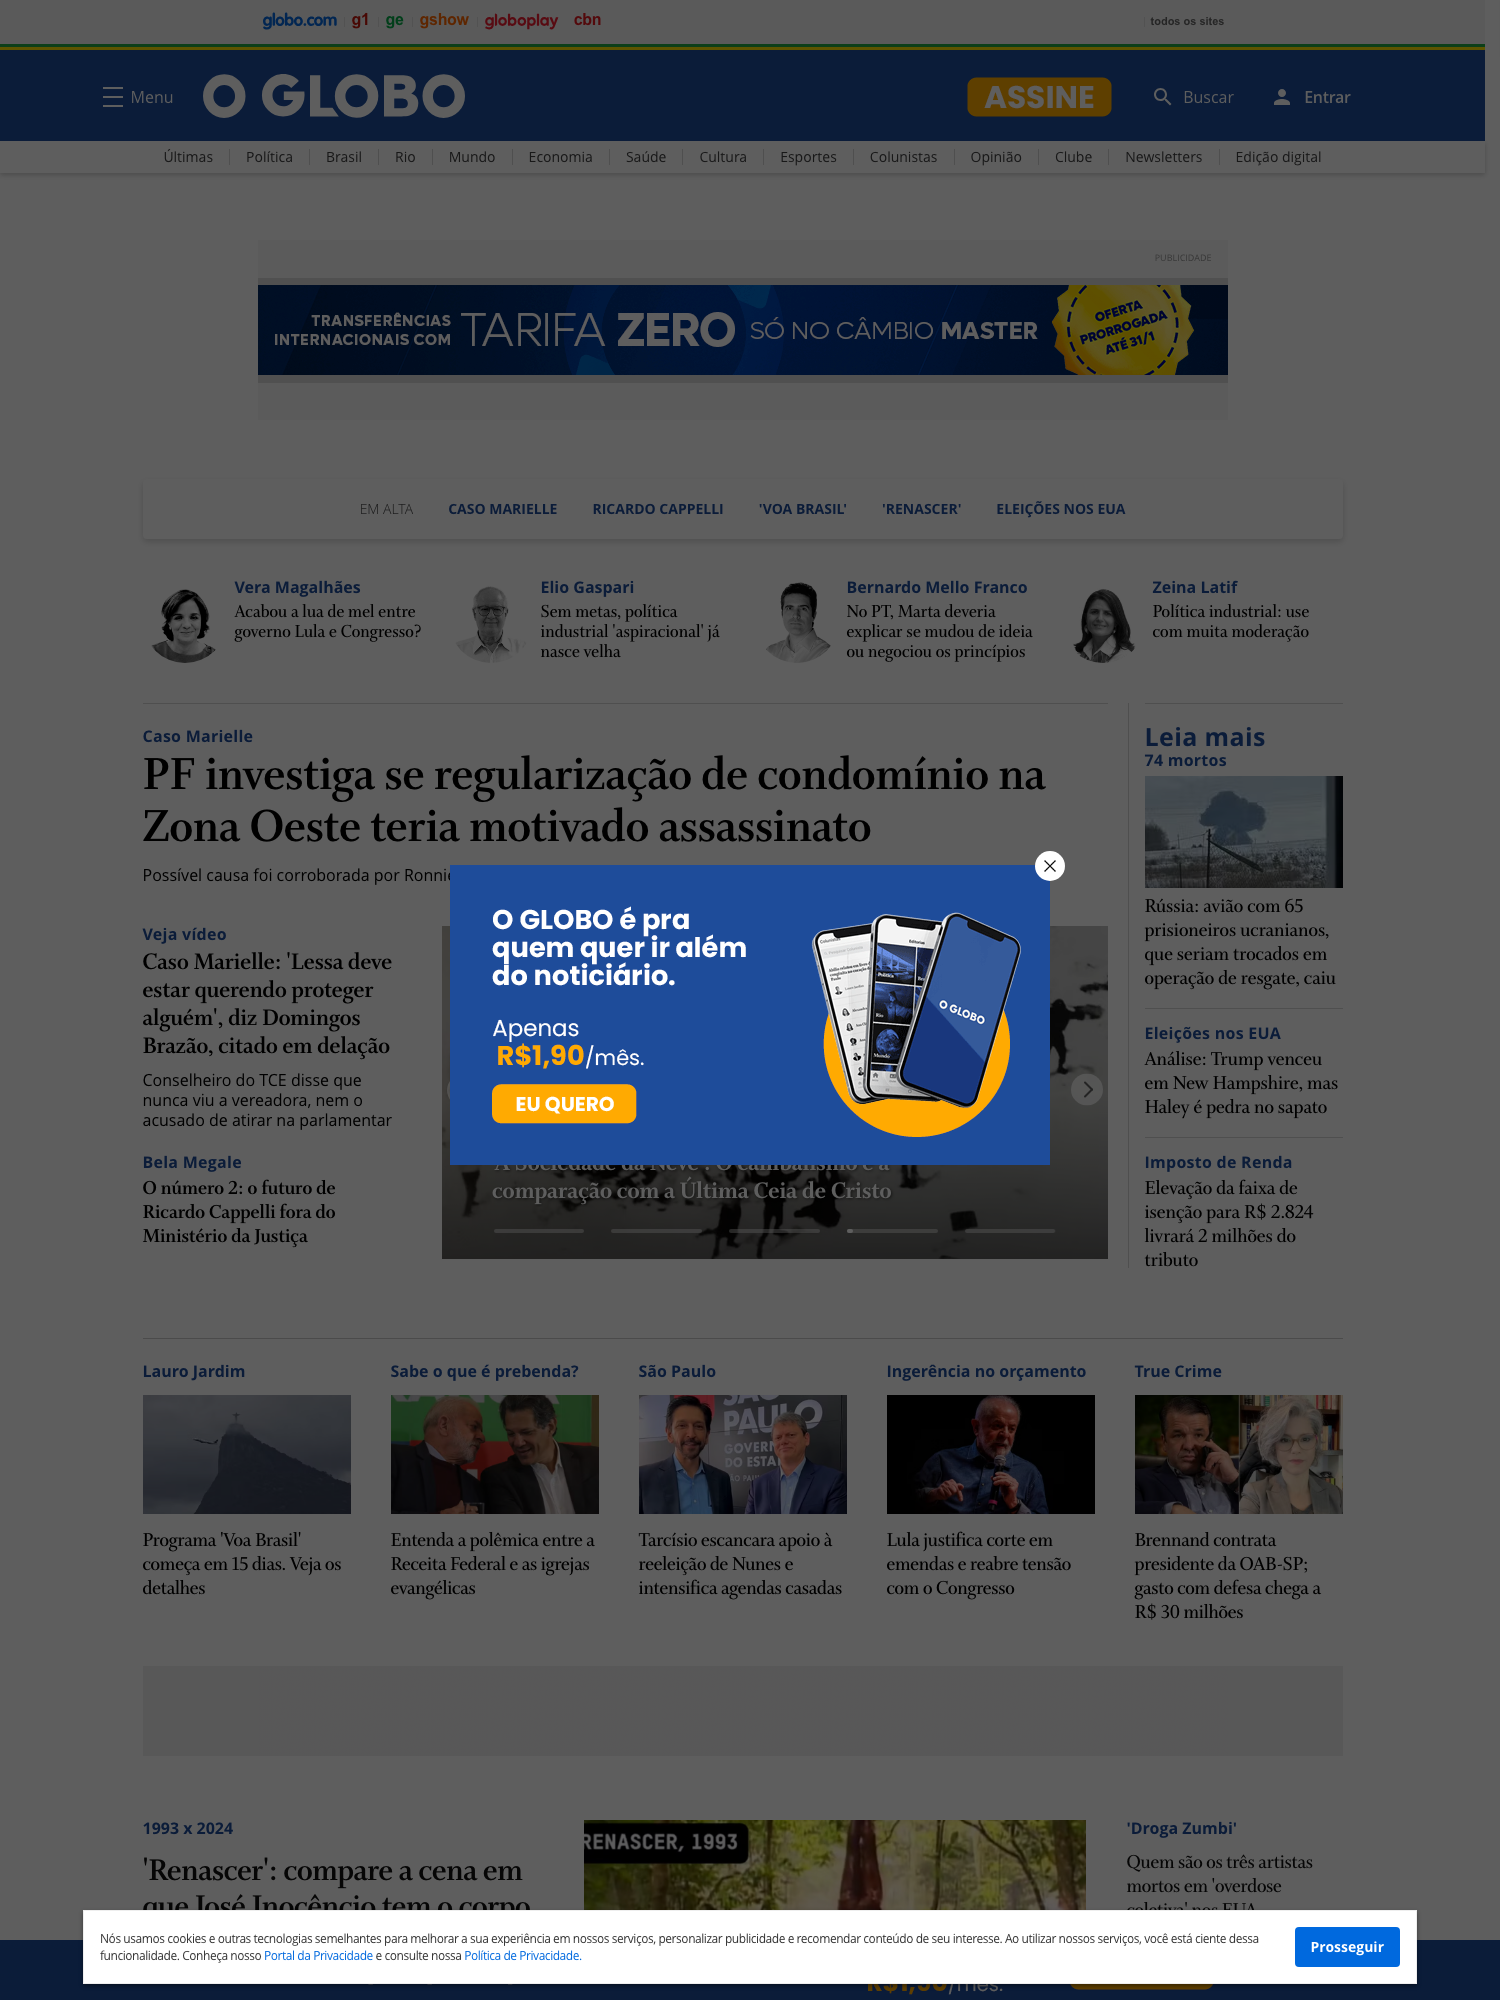 globo.com g1 ge gshow globoplay cbn todos os sites
Menu O GLOBO ASSINE Buscar Entrar
Últimas Política Brasil Rio Mundo Economia Saúde Cultura Esportes Colunistas Opinião Clube Newsletters Edição digital
PUBLICIDADE
TRANSFERÊNCIAS
INTERNACIONAIS COM
TARIFA ZERO SÓ NO CÂMBIO MASTER
OFERTA
PRORROGADA
ATÉ 31/1
EM ALTA CASO MARIELLE RICARDO CAPPELLI 'VOA BRASIL' 'RENASCER' ELEIÇÕES NOS EUA
Vera Magalhães
Acabou a lua de mel entre
governo Lula e Congresso?
Elio Gaspari
Sem metas, política
industrial 'aspiracional' já
nasce velha
Bernardo Mello Franco
No PT, Marta deveria
explicar se mudou de ideia
ou negociou os princípios
Zeina Latif
Política industrial: use
com muita moderação
Caso Marielle
PF investiga se regularização de condomínio na
Zona Oeste teria motivado assassinato
Possível causa foi corroborada por
Veja vídeo
Caso Marielle: 'Lessa deve
estar querendo proteger
alguém', diz Domingos
Brazão, citado em delação
Conselheiro do TCE disse que
nunca viu a vereadora, nem o
acusado de atirar na parlamentar
Bela Megale
O número 2: o futuro de
Ricardo Cappelli fora do
Ministério da Justiça
O GLOBO é pra
quem quer ir além
do noticiário.
Apenas
R$1,90/mês.
EU QUERO
Política
Rio
Mundo
O GLOBO
A Sociedade da Neve': O canibalismo e a
comparação com a Última Ceia de Cristo
Leia mais
74 mortos
Rússia: avião com 65
prisioneiros ucranianos,
que seriam trocados em
operação de resgate, caiu
Eleições nos EUA
Análise: Trump venceu
em New Hampshire, mas
Haley é pedra no sapato
Imposto de Renda
Elevação da faixa de
isenção para R$ 2.824
livrará 2 milhões do
tributo
Lauro Jardim
Programa 'Voa Brasil'
começa em 15 dias. Veja os
detalhes
Sabe o que é prebenda?
Entenda a polêmica entre a
Receita Federal e as igrejas
evangélicas
São Paulo
SÃO
PAULO
GOVER
DO ESTA
Tarcísio escancara apoio à
reeleição de Nunes e
intensifica agendas casadas
Ingerência no orçamento
Lula justifica corte em
emendas e reabre tensão
com o Congresso
True Crime
Brennand contrata
presidente da OAB-SP;
gasto com defesa chega a
R$ 30 milhões
1993 x 2024
'Renascer': compare a cena em
que José Inocêncio tem o corpo
RENASCER, 1993
'Droga Zumbi'
Quem são os três artistas
mortos em 'overdose
coletiva' nos EUA
Nós usamos cookies e outras tecnologias semelhantes para melhorar a sua experiência em nossos serviços, personalizar publicidade e recomendar conteúdo de seu interesse. Ao utilizar nossos serviços, você está ciente dessa
funcionalidade. Conheça nosso Portal da Privacidade e consulte nossa Política de Privacidade.
Prosseguir
R$1,90/mês.